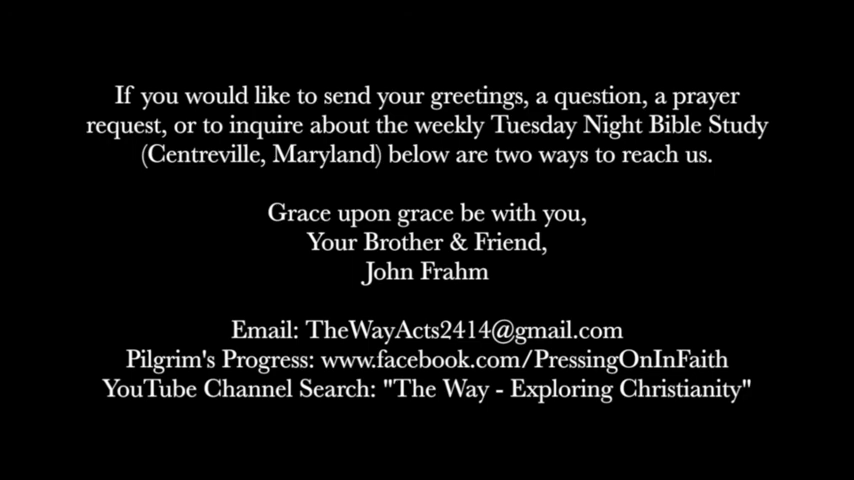 If you would like to send your greetings, a question, a prayer
request, or to inquire about the weekly Tuesday Night Bible Study
(Centreville, Maryland) below are two ways to reach us.
Grace upon grace be with you,
Your Brother & Friend,
John Frahm
Email: TheWayActs2414@gmail.com
Pilgrim's Progress: www.facebook.com/PressingOnInFaith
YouTube Channel Search: "The Way - Exploring Christianity"